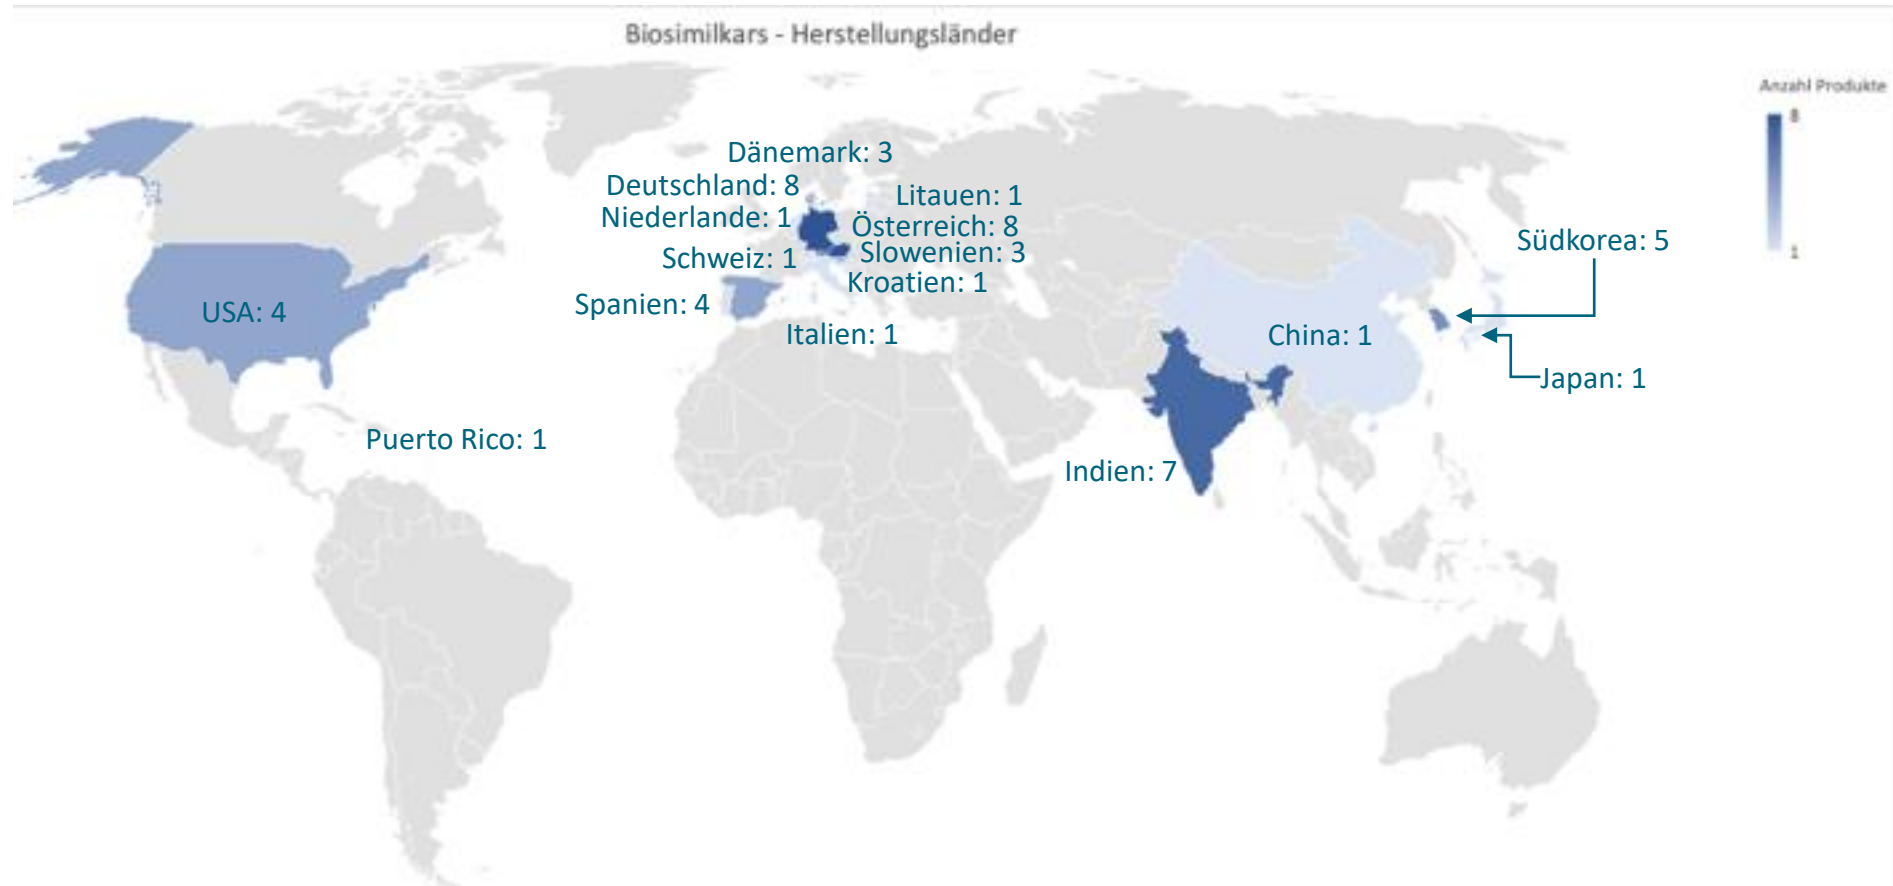 Biosimilkars - Herstellungsländer
Anzahl Produkte
8
1
Dänemark: 3
Deutschland: 8
Litauen: 1
Niederlande: 1
Österreich: 8
Schweiz: 1
Slowenien: 3
Kroatien: 1
Spanien: 4
Italien: 1
USA: 4
Puerto Rico: 1
Südkorea: 5
China: 1
Japan: 1
Indien: 7